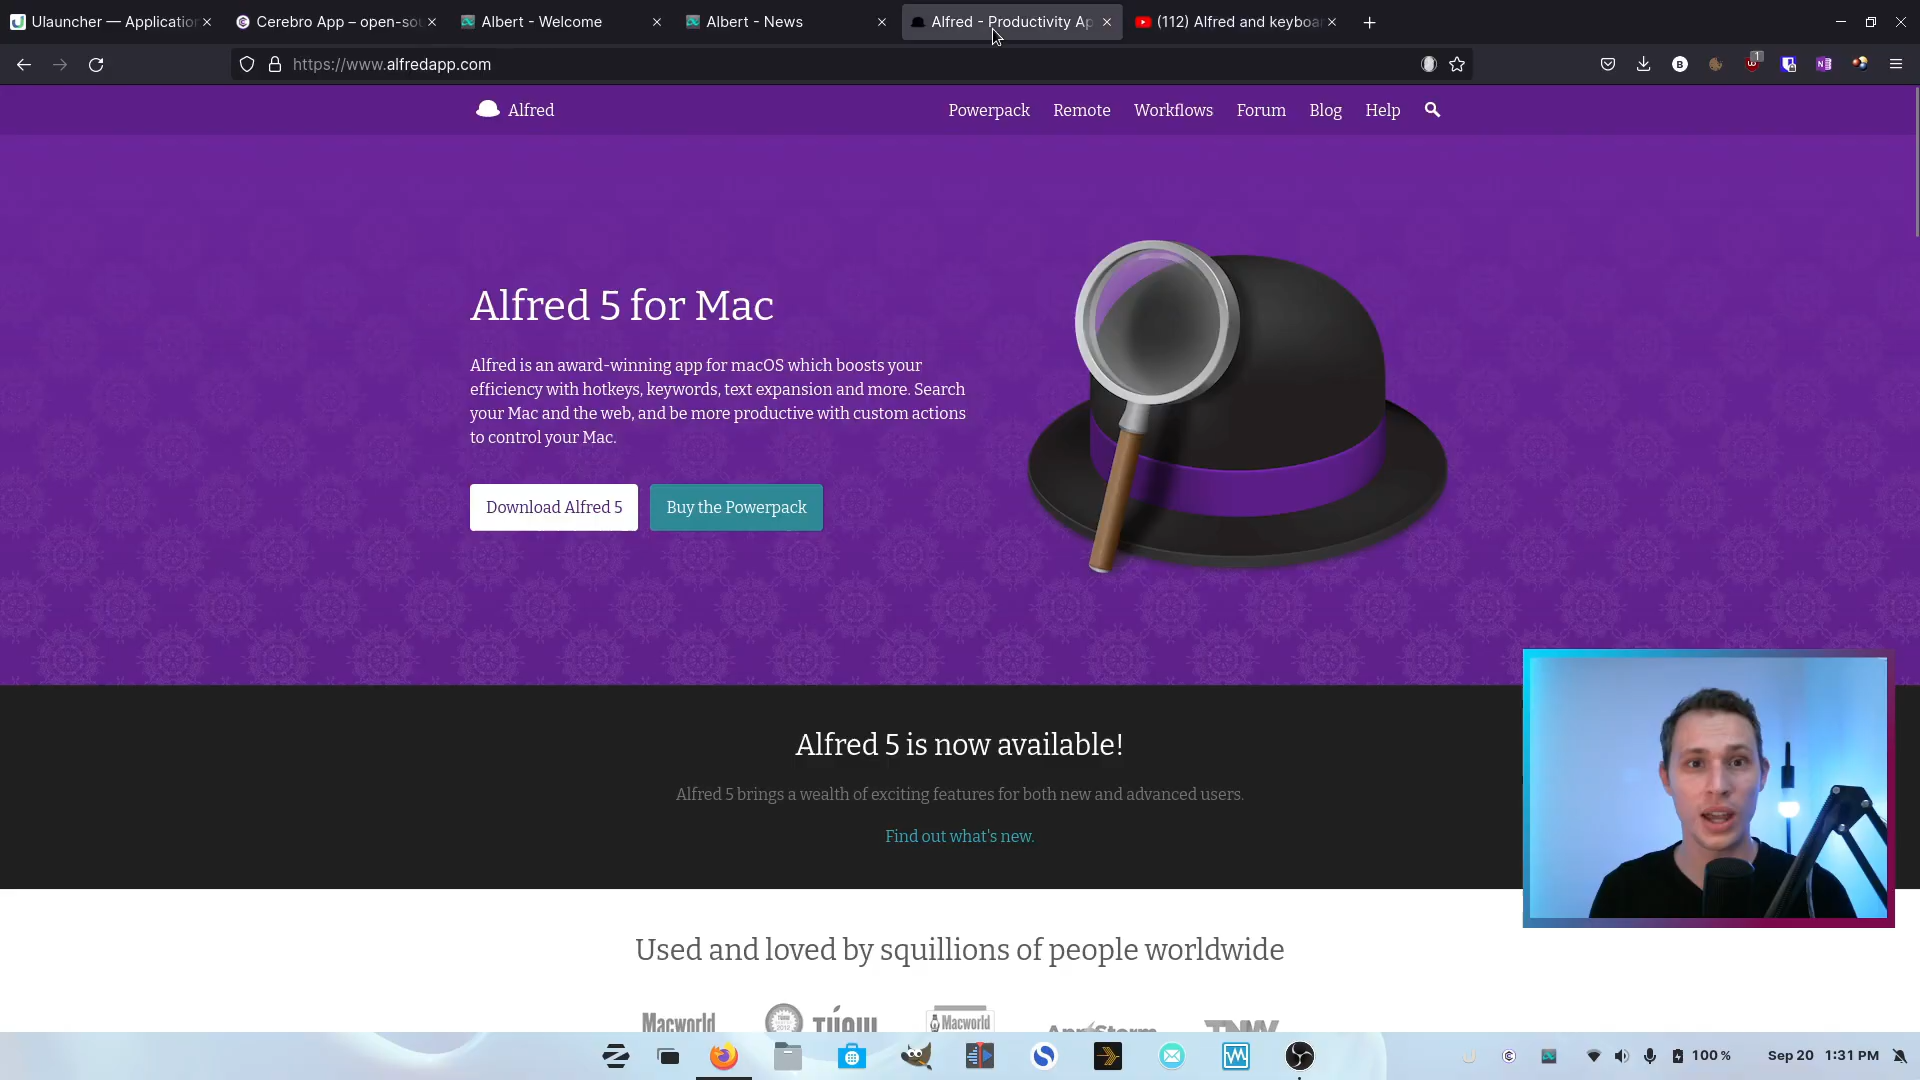 Ulauncher — Application
Cerebro App – open-sou
Albert - Welcome
Albert - News
Alfred - Productivity Ap
(112) Alfred and keyboar
https://www.alfredapp.com
Alfred
Powerpack
Remote
Workflows
Forum
Blog
Help
Alfred 5 for Mac
Alfred is an award-winning app for macOS which boosts your
efficiency with hotkeys, keywords, text expansion and more. Search
your Mac and the web, and be more productive with custom actions
to control your Mac.
Download Alfred 5
Buy the Powerpack
Alfred 5 is now available!
Alfred 5 brings a wealth of exciting features for both new and advanced users.
Find out what's new.
Used and loved by squillions of people worldwide
Macworld
Macworld
100 %
Sep 20 1:31 PM